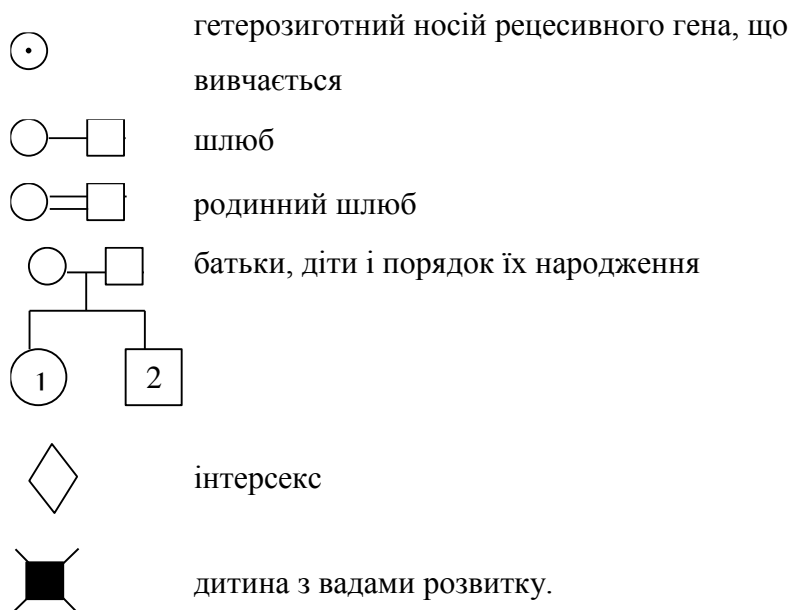 гетерозиготний носій рецесивного гена, що
вивчається
шлюб
родинний шлюб
батьки, діти і порядок їх народження
1
2
інтерсекс
дитина з вадами розвитку.